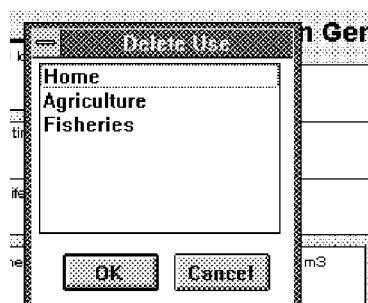 Delete Use
n Ger
Home
Agriculture
Fisheries
OK
Cancel
m3